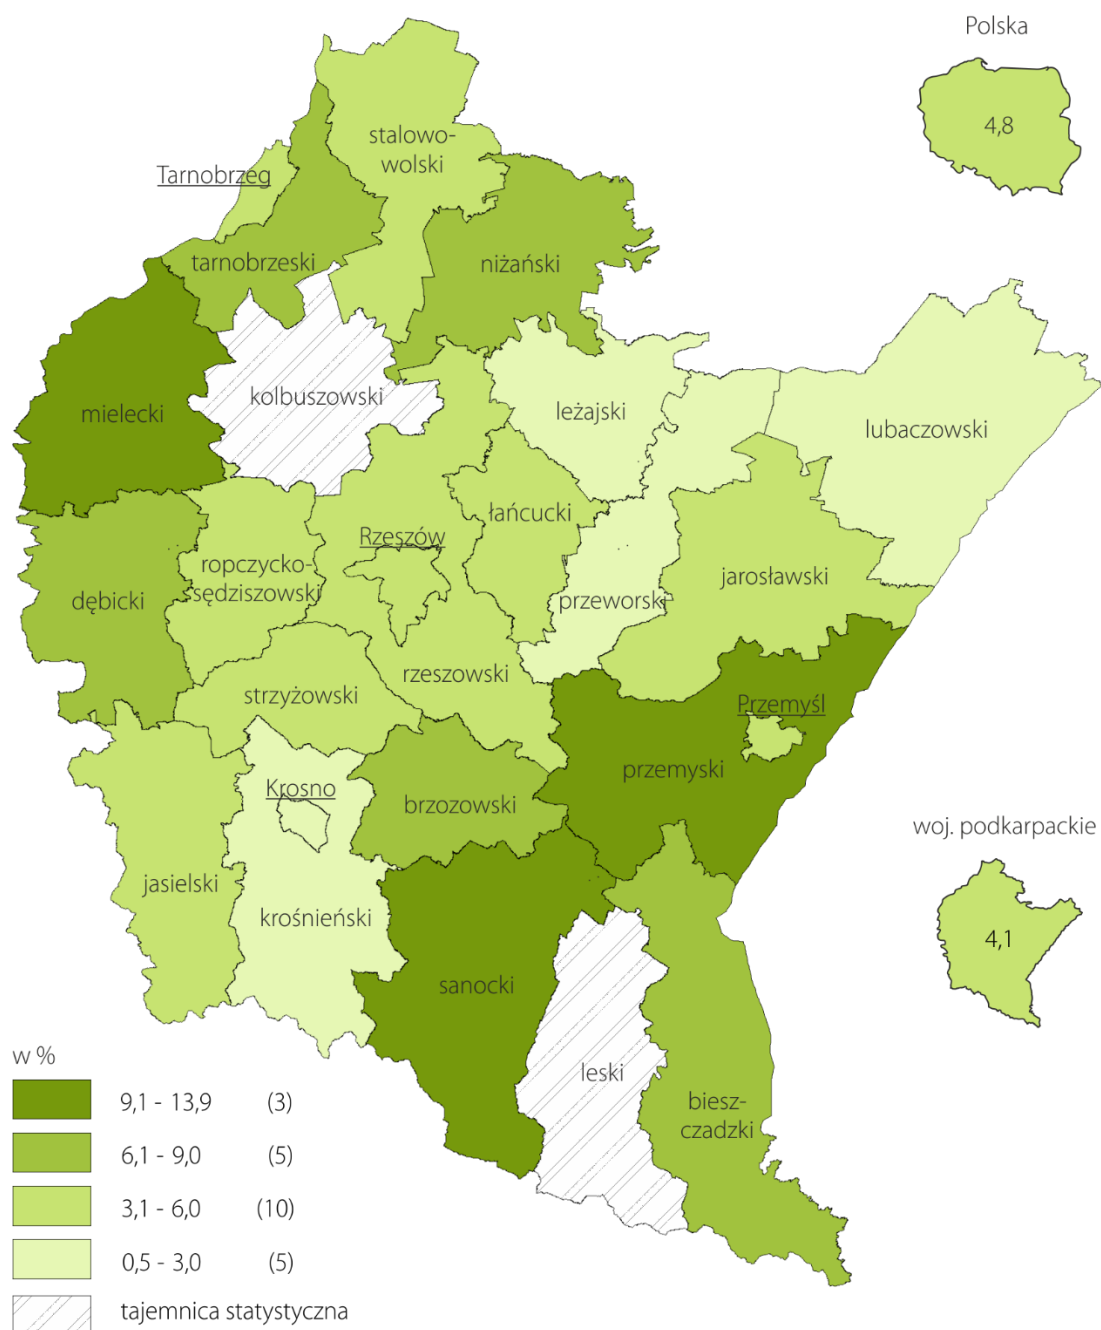 Polska
4,8
stalowo-
wolski
Tarnobrzeg
tarnobrzeski
niżański
mielecki
kolbuszowski
leżajski
lubaczowski
łańcucki
Rzeszów
ropczycko-
sędziszowski
dębicki
przeworski
jarosławski
rzeszowski
strzyżowski
Przemyśl
przemyski
Krosno
brzozowski
woj. podkarpackie
4,1
jasielski
krośnieński
sanocki
leski
biesz-
czadzki
w %
9,1 - 13,9 (3)
6,1 - 9,0 (5)
3,1 - 6,0 (10)
0,5 - 3,0 (5)
tajemnica statystyczna